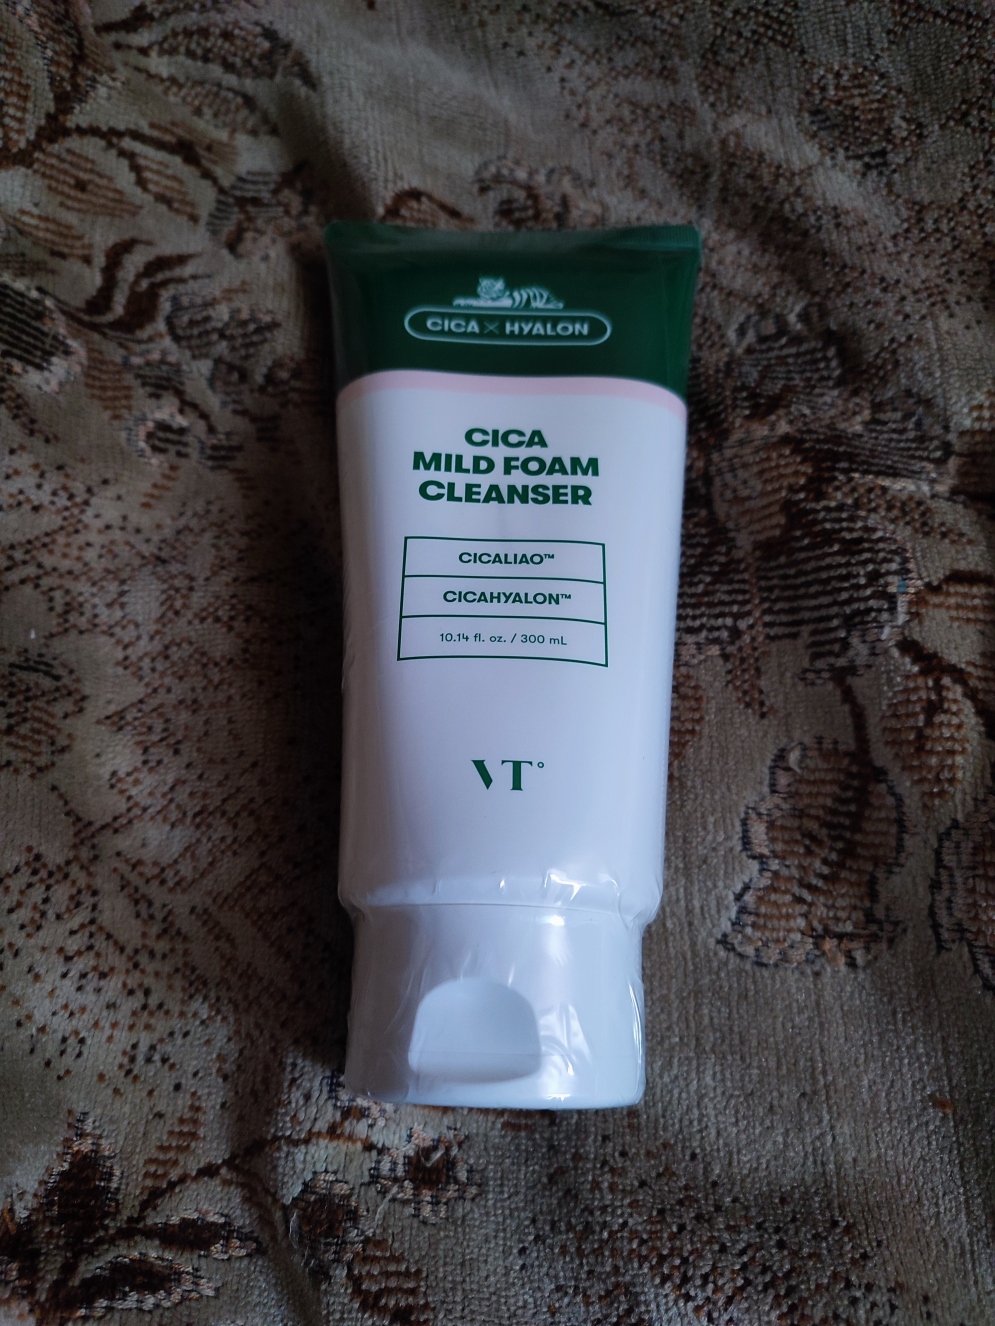 CICA X HYALON
CICA
MILD FOAM
CLEANSER
CICALIAO™
CICAHYALON™
10.14 fl. oz. / 300 mL
VT°